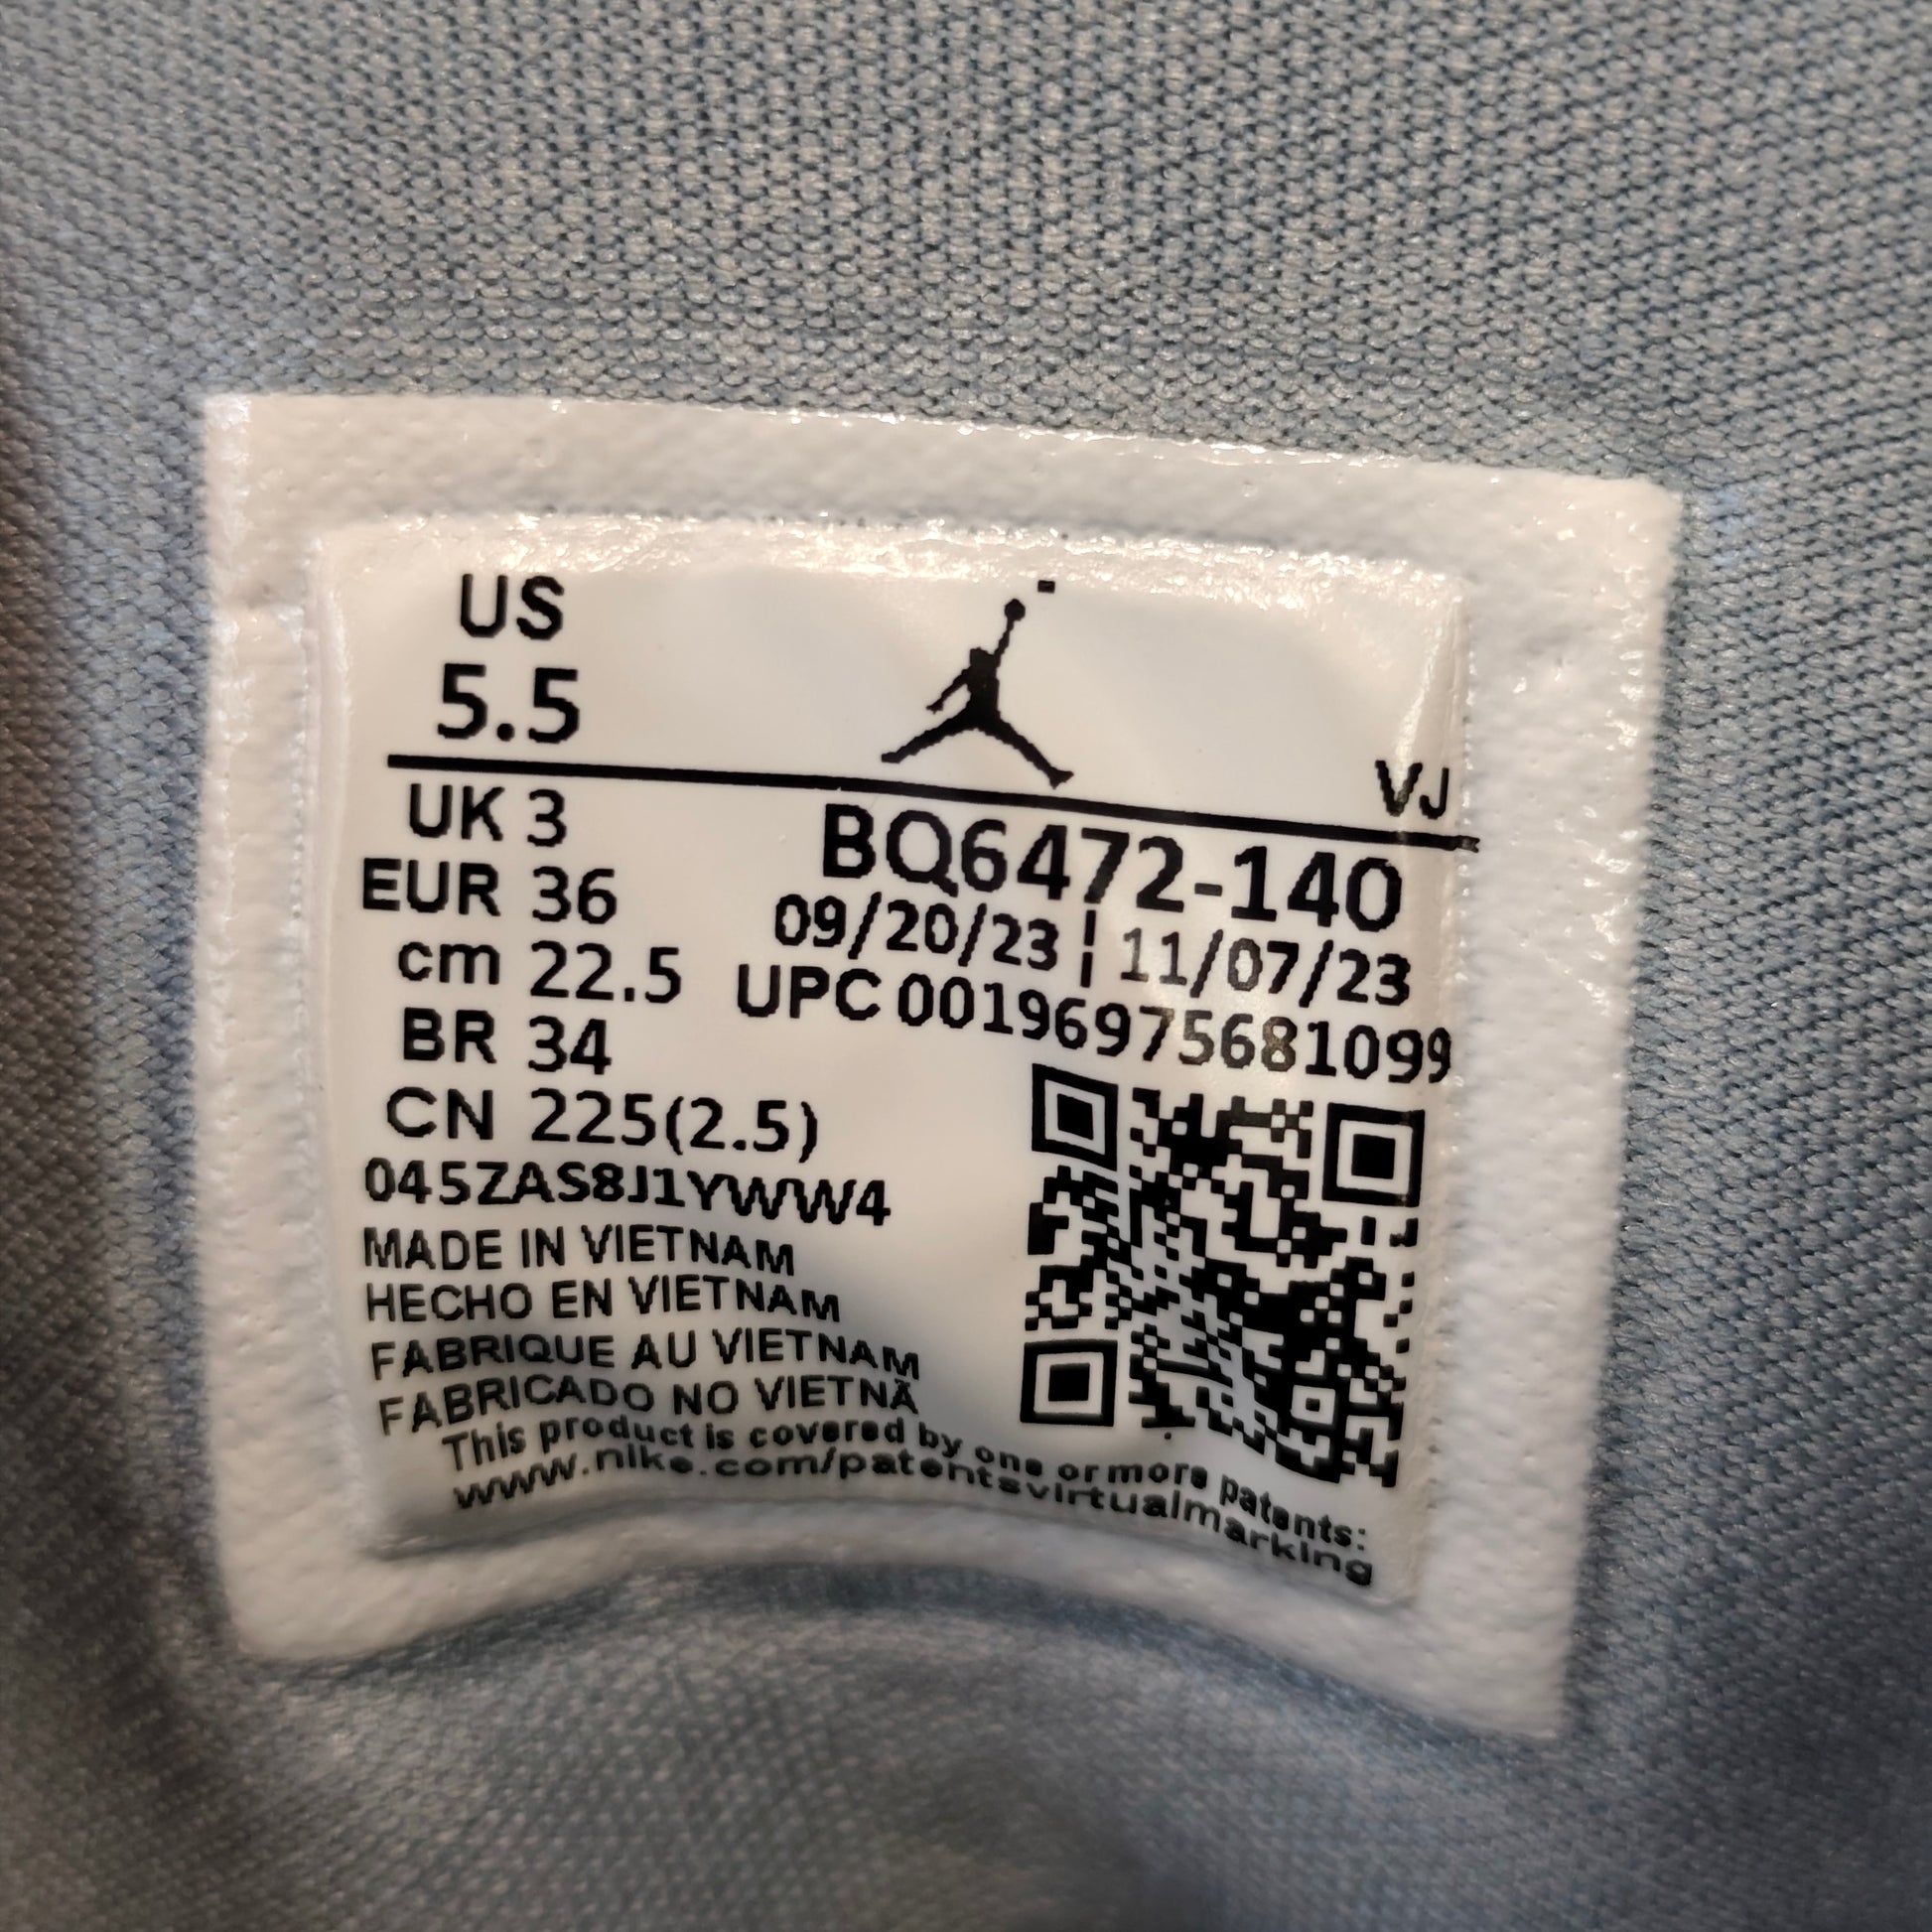 US
5.5
VJ
UK 3
EUR 36
cm 22.5
BR 34
CN 225(2.5)
BQ6472-140
09/20/23 ¦ 11/07/23
UPC 00196975681099
045ZAS8J1YWW4
MADE IN VIETNAM
HECHO EN VIETNAM
FABRIQUE AU VIETNAM
FABRICADO NO VIETNÃ
This product is covered by one or more patents:
www.nike.com/patentsvirtualmarking